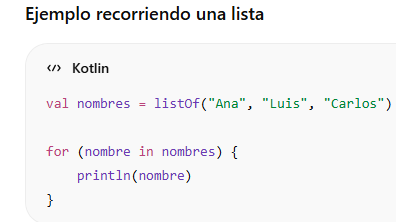 Ejemplo recorriendo una lista
</> Kotlin
val nombres = listOf("Ana", "Luis", "Carlos")
for (nombre in nombres) {
    println(nombre)
}